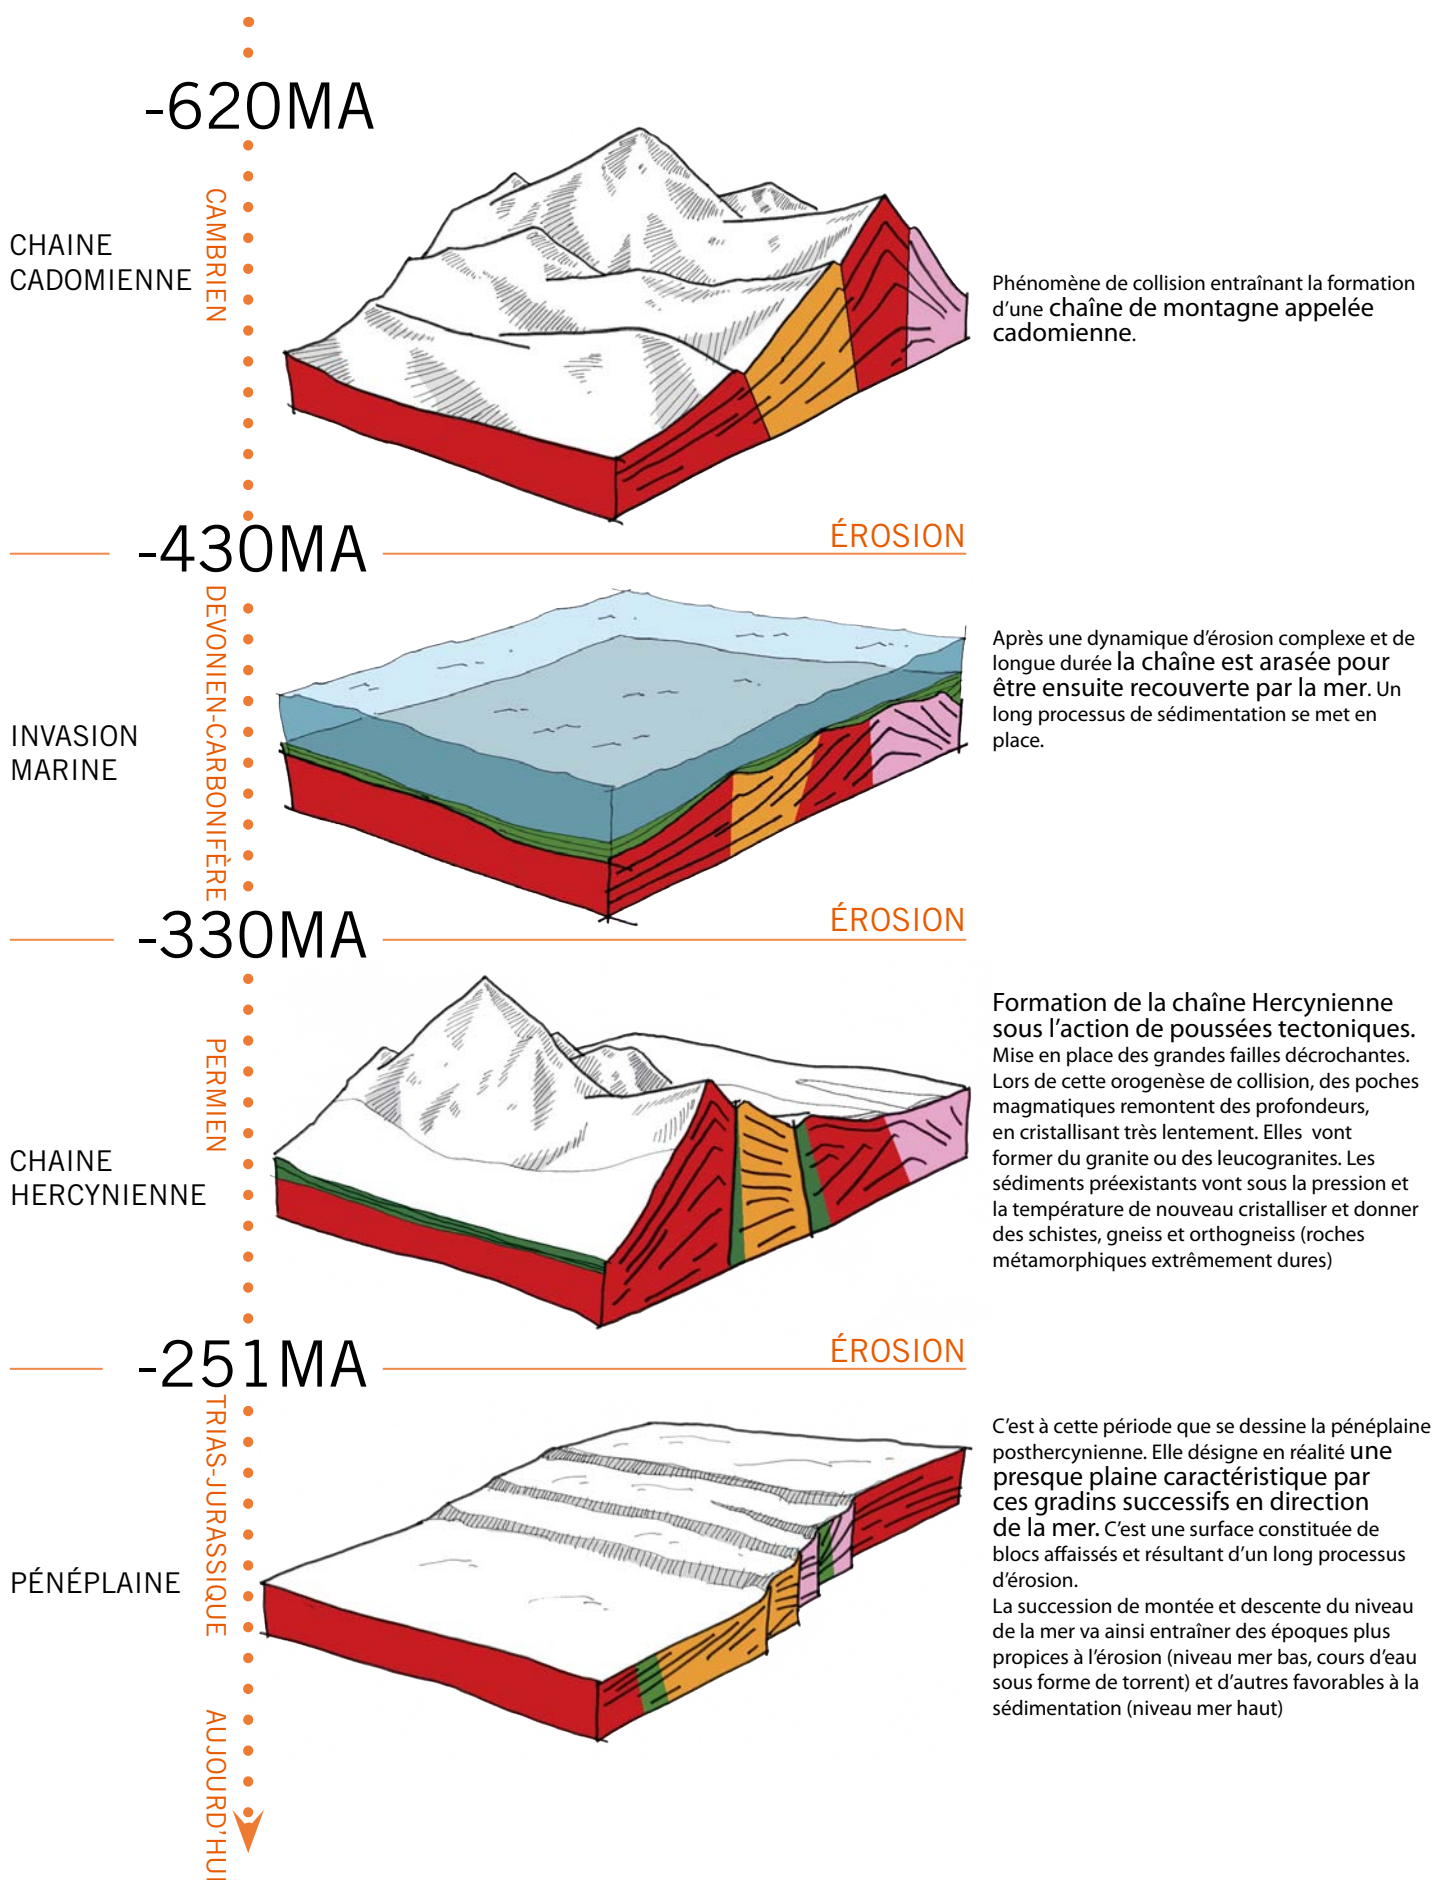 -620MA
CAMBRIEN
CHAINE
CADOMIENNE
Phénomène de collision entraînant la formation
d'une chaîne de montagne appelée
cadomienne.
ÉROSION
-430MA
DEVONIEN-CARBONIFÈRE
INVASION
MARINE
Après une dynamique d'érosion complexe et de
longue durée la chaîne est arasée pour
être ensuite recouverte par la mer. Un
long processus de sédimentation se met en
place.
ÉROSION
-330MA
PERMIEN
CHAINE
HERCYNIENNE
Formation de la chaîne Hercynienne
sous l'action de poussées tectoniques.
Mise en place des grandes failles décrochantes.
Lors de cette orogenèse de collision, des poches
magmatiques remontent des profondeurs,
en cristallisant très lentement. Elles vont
former du granite ou des leucogranites. Les
sédiments préexistants vont sous la pression et
la température de nouveau cristalliser et donner
des schistes, gneiss et orthogneiss (roches
métamorphiques extrêmement dures)
ÉROSION
-251MA
TRIAS-JURASSIQUE
PÉNÉPLAINE
C'est à cette période que se dessine la pénéplaine
posthercynienne. Elle désigne en réalité une
presque plaine caractéristique par
ces gradins successifs en direction
de la mer. C'est une surface constituée de
blocs affaissés et résultant d'un long processus
d'érosion.
La succession de montée et descente du niveau
de la mer va ainsi entraîner des époques plus
propices à l'érosion (niveau mer bas, cours d'eau
sous forme de torrent) et d'autres favorables à la
sédimentation (niveau mer haut)
AUJOURD'HUI